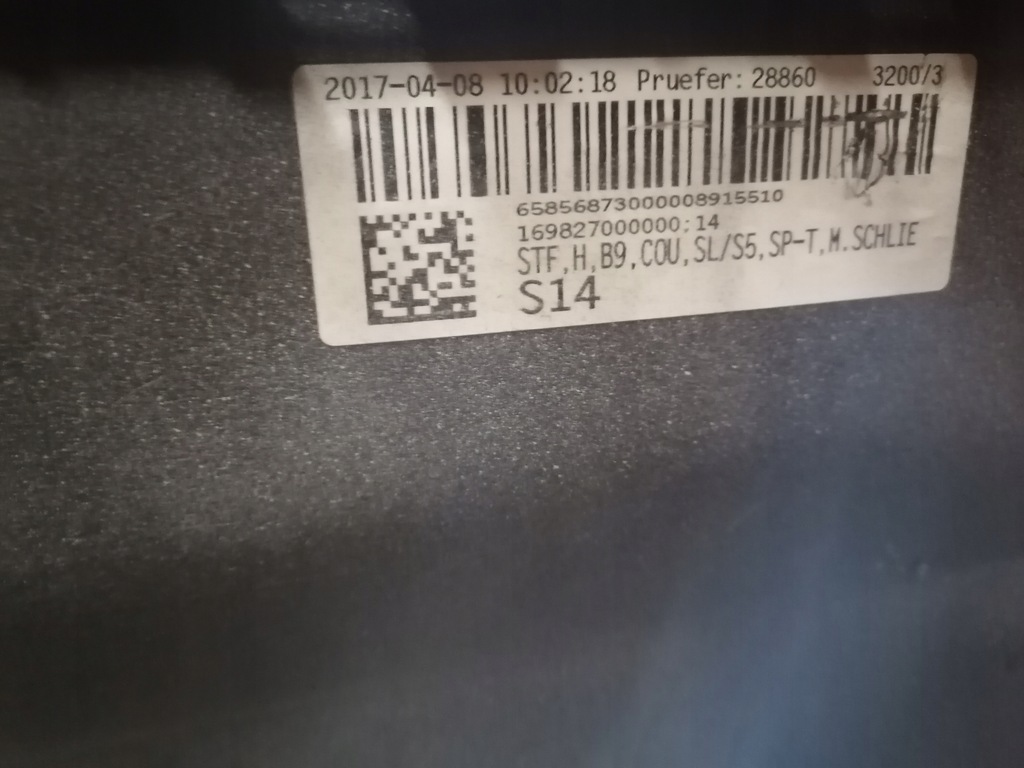 2017-04-08 10:02:18 Pruefer: 28860 3200/3
65856873000008915510
169827000000;14
STF,H,B9,COU,SL/S5,SP-T,M.SCHLIE
S14